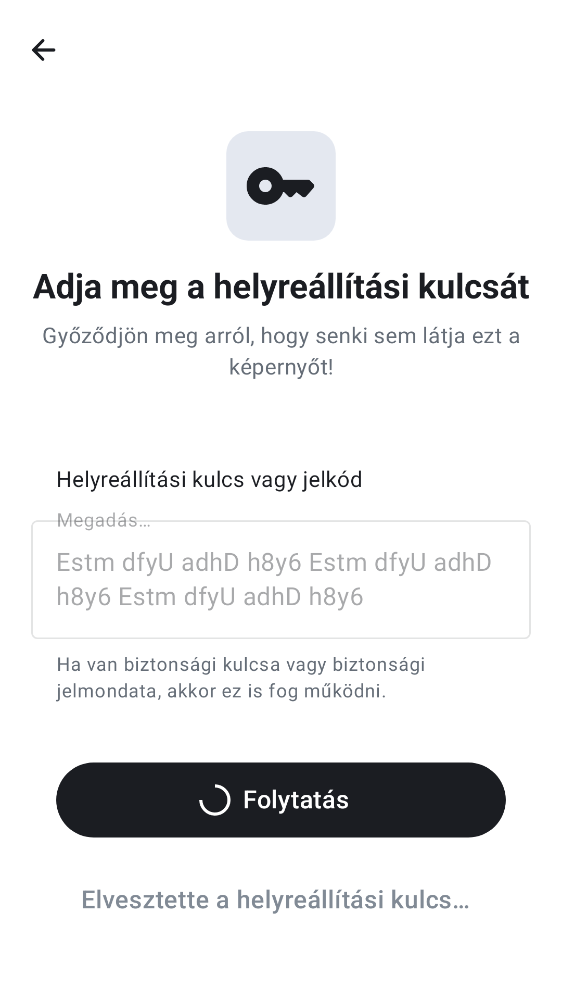 Adja meg a helyreállítási kulcsát
Győződjön meg arról, hogy senki sem látja ezt a
képernyőt!
Helyreállítási kulcs vagy jelkód
Megadás…
Estm dfyU adhD h8y6 Estm dfyU adhD
h8y6 Estm dfyU adhD h8y6
Ha van biztonsági kulcsa vagy biztonsági
jelmondata, akkor ez is fog működni.
Folytatás
Elvesztette a helyreállítási kulcs…